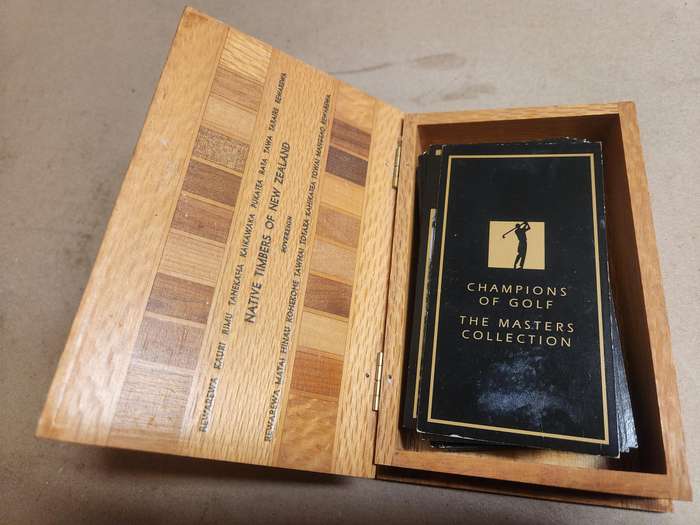 REWAREWA KAURI RIMU TANEKAHA KAIKAWAKA PUKATEA RATA TAWA TARAIRE REWAREWA
NATIVE TIMBERS OF NEW ZEALAND
SOVEREIGN
REWAREWA MATAI HINAU KOHEKOHE TAWHAI TOTARA KAHIKATEA TOWAI MANGEAO REWAREWA
CHAMPIONS
OF GOLF
THE MASTERS
COLLECTION